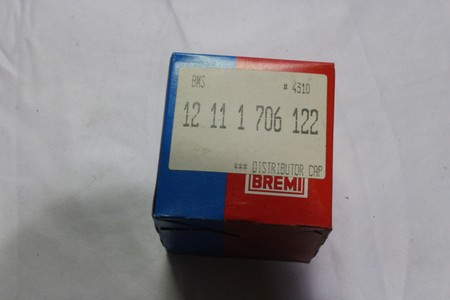 BMS # 4310
12 11 1 706 122
*** DISTRIBUTOR CAP
BREMI